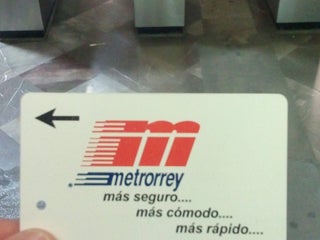 m
metrorrey
más seguro....
más cómodo....
más rápido....